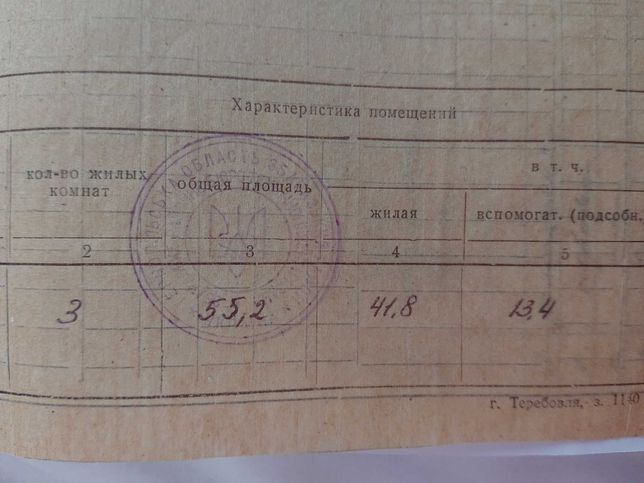 Характеристика помещений
в т. ч.
кол-во жилых
комнат
общая площадь
жилая
вспомогат. (подсобн.
2 3 4 5
3 55,2 41,8 13,4
г. Теребовля, з. 1140
ОБЛАСТЬ